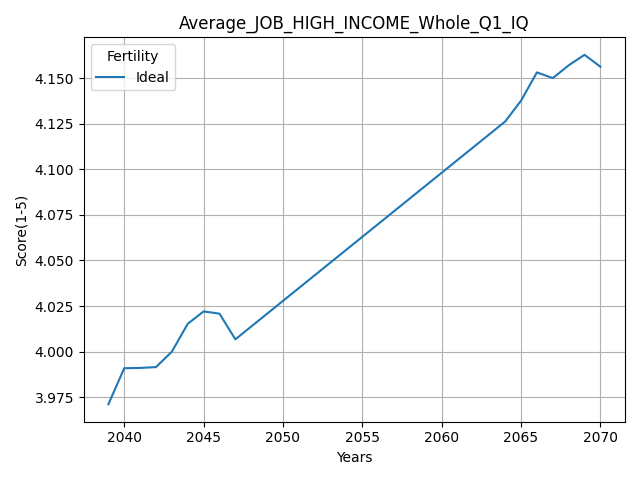 Average_JOB_HIGH_INCOME_Whole_Q1_IQ
Fertility
Ideal
4.150
4.125
4.100
4.075
4.050
4.025
4.000
3.975
Score(1-5)
2040 2045 2050 2055 2060 2065 2070
Years